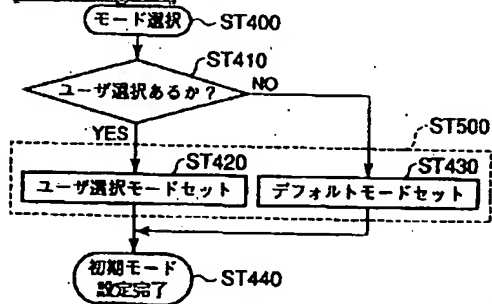 モード選択 ST400
ST410
ユーザ選択あるか？ NO
YES
ST500
ST420 ST430
ユーザ選択モードセット デフォルトモードセット
初期モード
設定完了 ST440